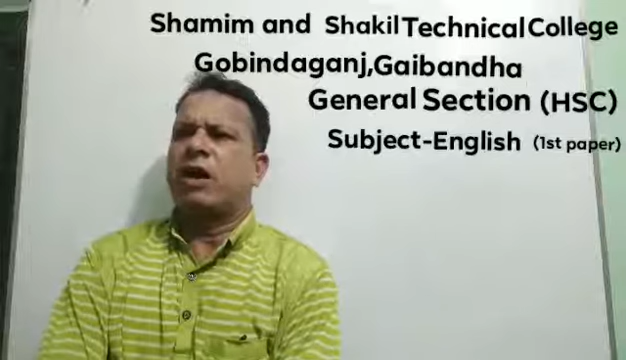 Shamim and Shakil Technical College
Gobindaganj,Gaibandha
General Section (HSC)
Subject-English (1st paper)